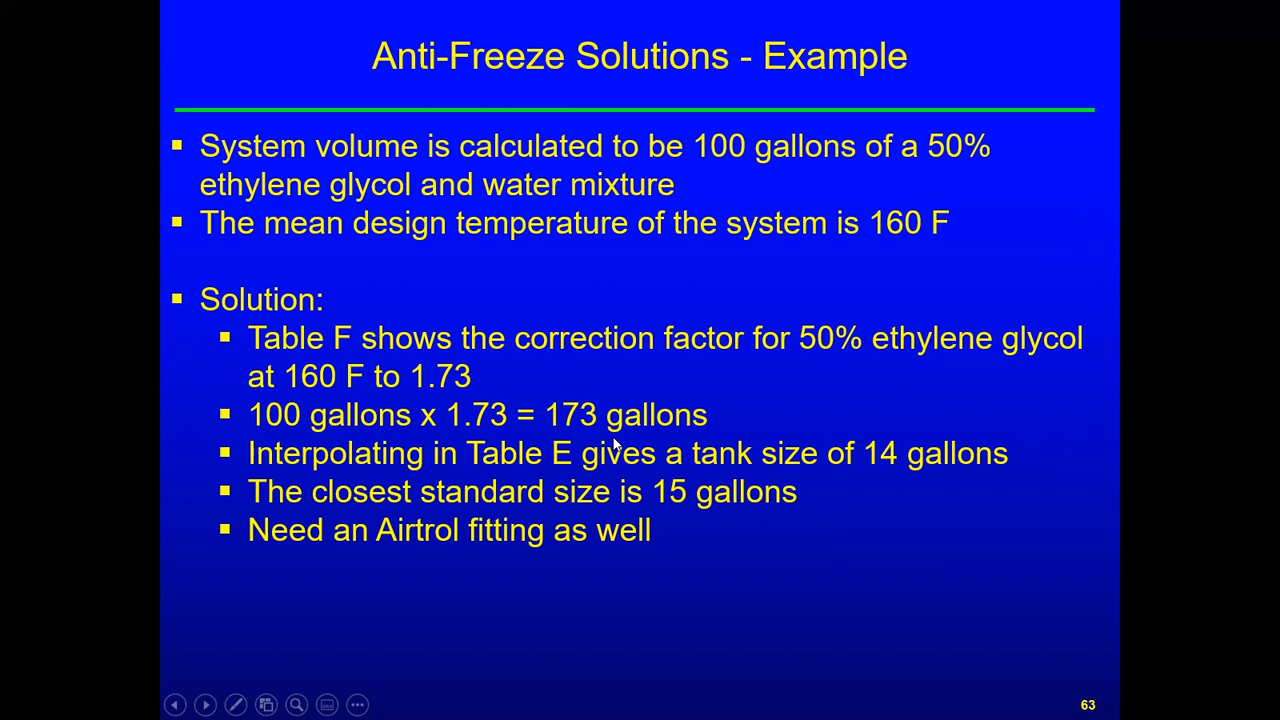 Anti-Freeze Solutions - Example
System volume is calculated to be 100 gallons of a 50%
ethylene glycol and water mixture
The mean design temperature of the system is 160 F
Solution:
Table F shows the correction factor for 50% ethylene glycol
at 160 F to 1.73
100 gallons x 1.73 = 173 gallons
Interpolating in Table E gives a tank size of 14 gallons
The closest standard size is 15 gallons
Need an Airtrol fitting as well
63